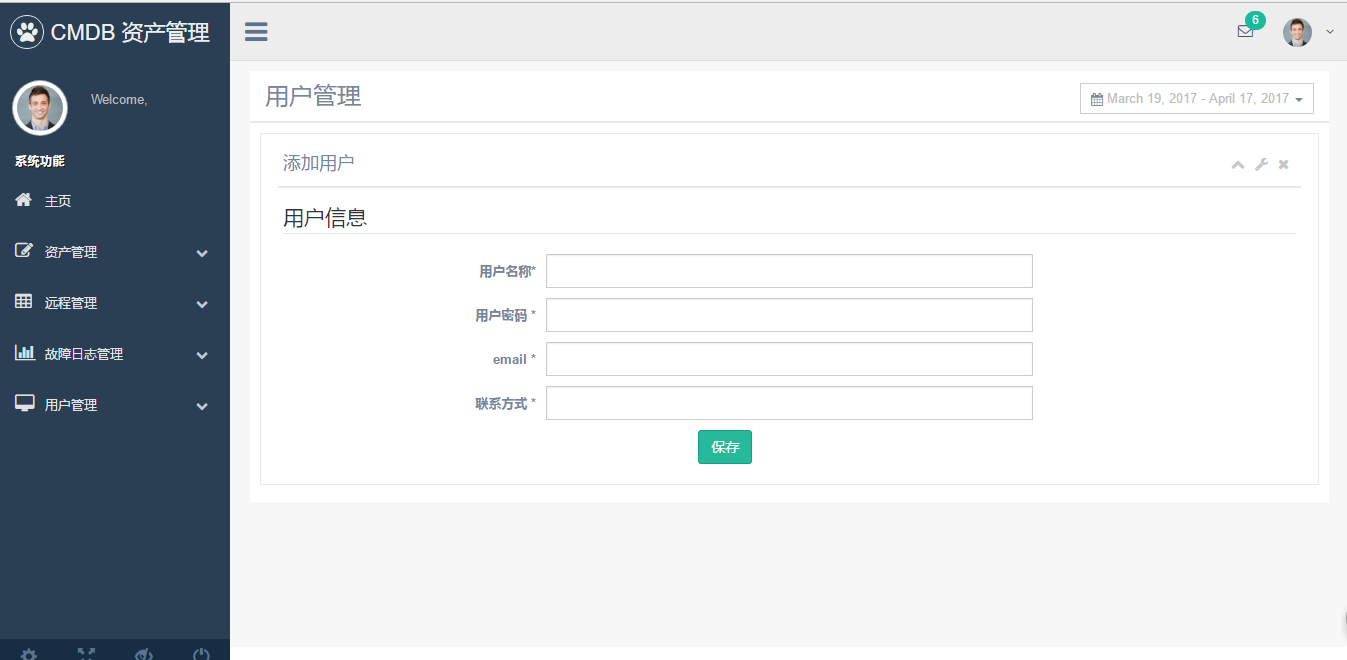 CMDB 资产管理
6
Welcome,
系统功能
主页
资产管理
远程管理
故障日志管理
用户管理
用户管理
March 19, 2017 - April 17, 2017
添加用户
用户信息
用户名称*
用户密码 *
email *
联系方式 *
保存